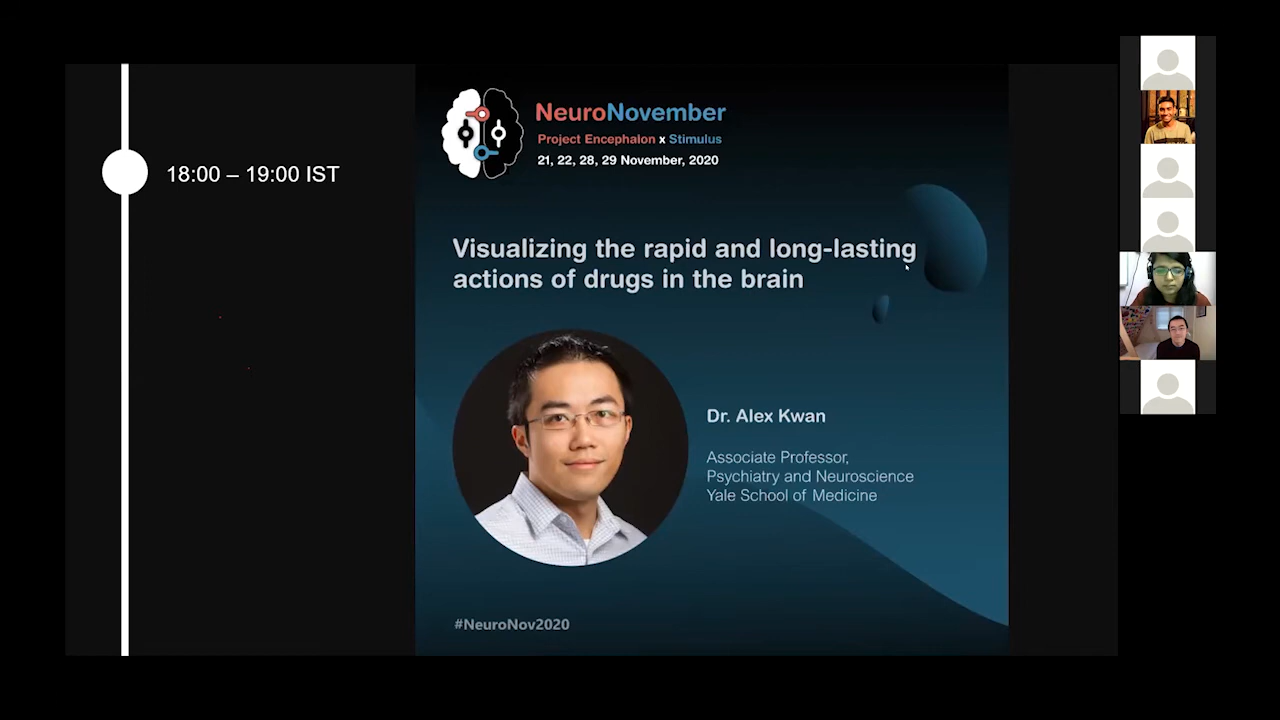 18:00 – 19:00 IST
NeuroNovember
Project Encephalon x Stimulus
21, 22, 28, 29 November, 2020
Visualizing the rapid and long-lasting
actions of drugs in the brain
Dr. Alex Kwan
Associate Professor,
Psychiatry and Neuroscience
Yale School of Medicine
#NeuroNov2020